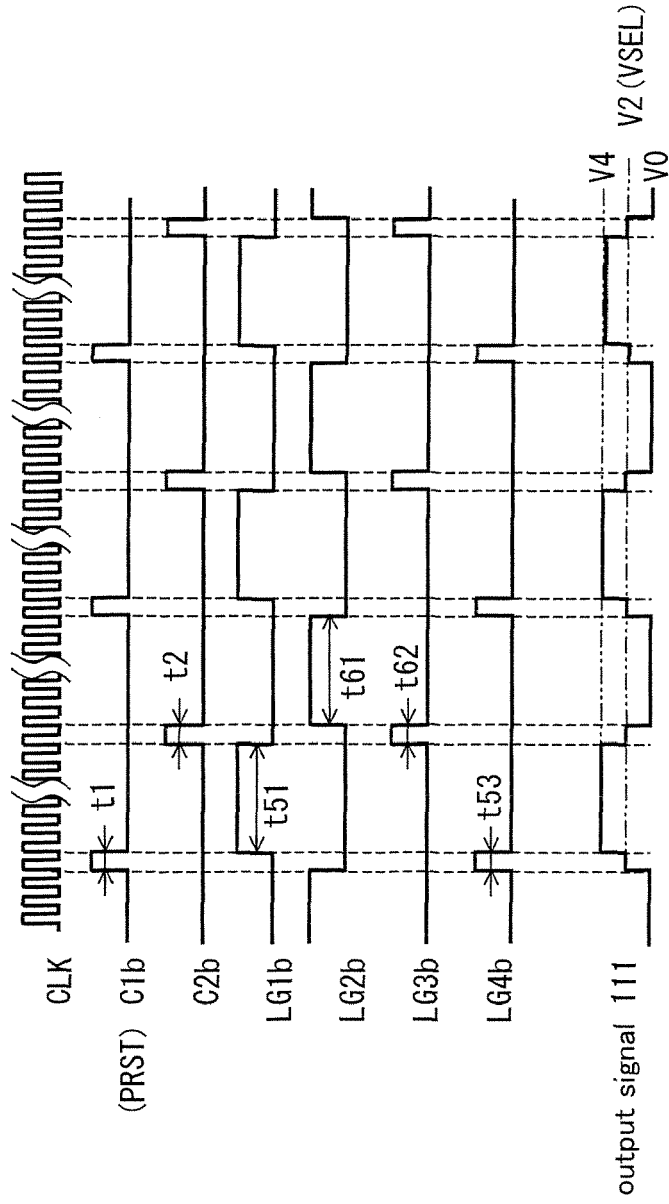 CLK
(PRST) C1b
t1
C2b
t2
LG1b
t51
LG2b
t61
LG3b
t62
LG4b
t53
output signal 111
V4
V2 (VSEL)
V0